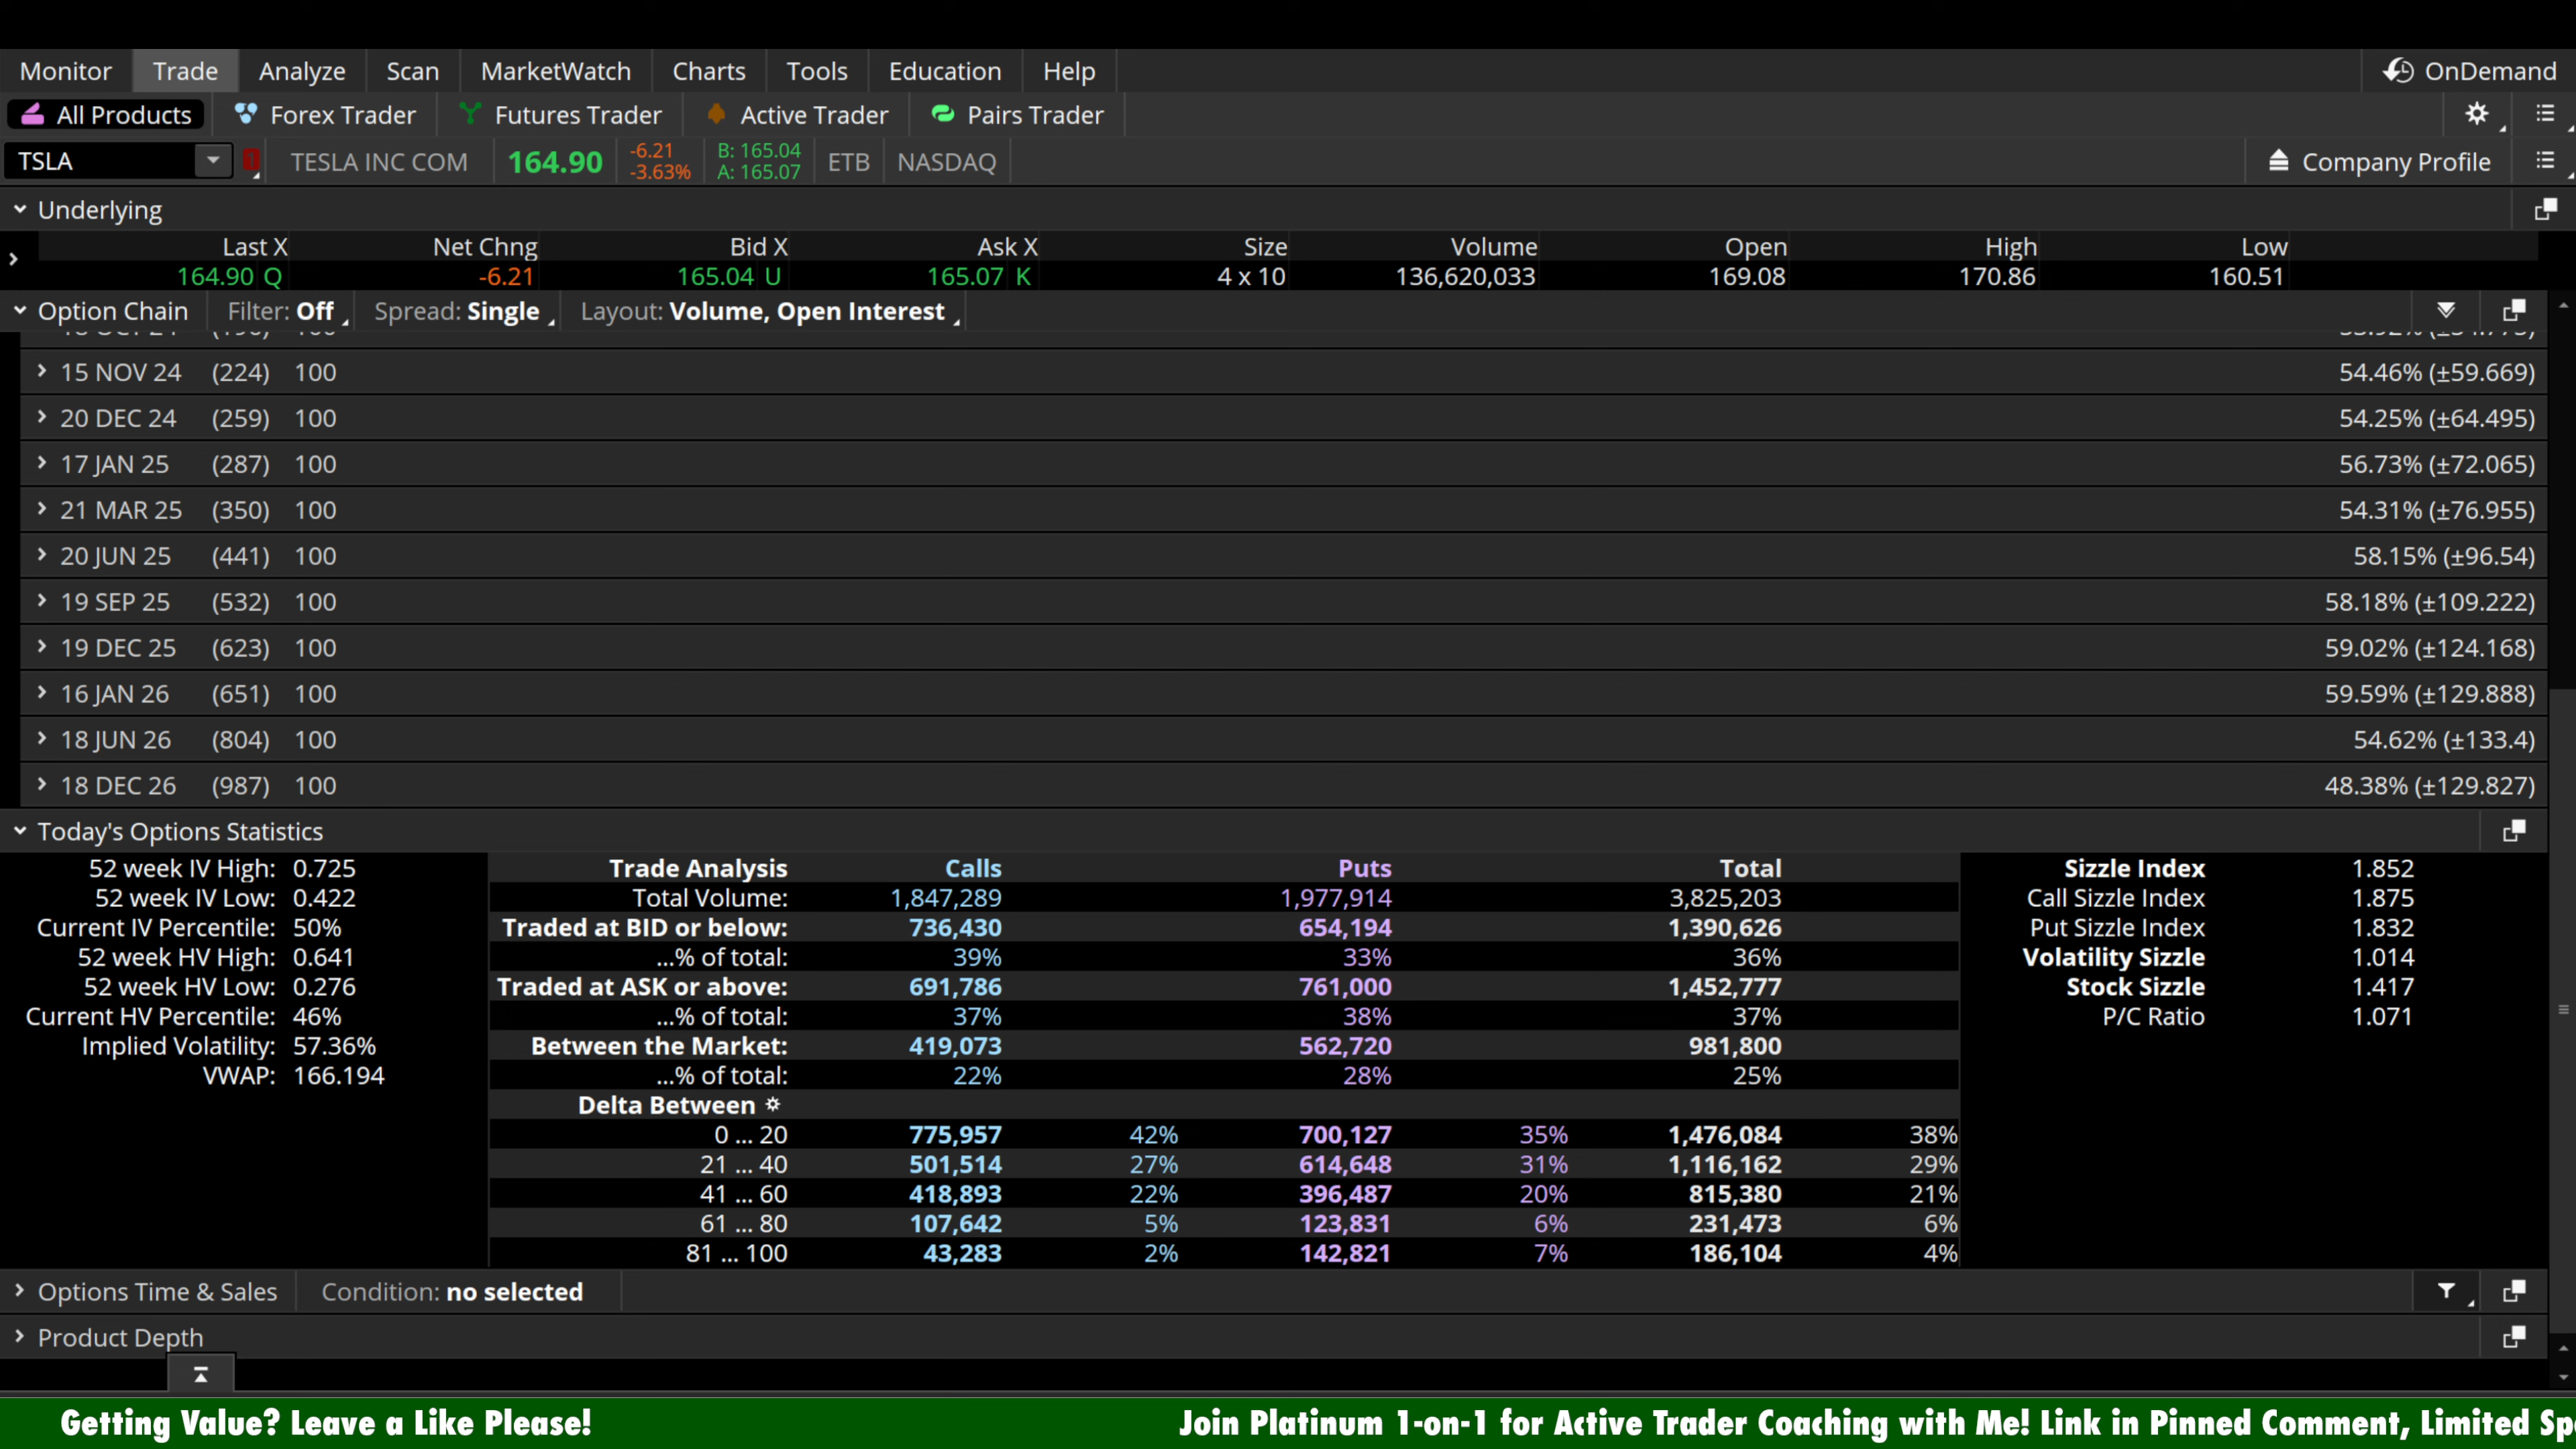 Monitor Trade Analyze Scan MarketWatch Charts Tools Education Help OnDemand
All Products Forex Trader Futures Trader Active Trader Pairs Trader
TSLA TESLA INC COM 164.90 -6.21 -3.63% B: 165.04 A: 165.07 ETB NASDAQ Company Profile
Underlying
Last X Net Chng Bid X Ask X Size Volume Open High Low
164.90 Q -6.21 165.04 U 165.07 K 4 x 10 136,620,033 169.08 170.86 160.51
Option Chain Filter: Off Spread: Single Layout: Volume, Open Interest
15 NOV 24 (224) 100 54.46% (±59.669)
20 DEC 24 (259) 100 54.25% (±64.495)
17 JAN 25 (287) 100 56.73% (±72.065)
21 MAR 25 (350) 100 54.31% (±76.955)
20 JUN 25 (441) 100 58.15% (±96.54)
19 SEP 25 (532) 100 58.18% (±109.222)
19 DEC 25 (623) 100 59.02% (±124.168)
16 JAN 26 (651) 100 59.59% (±129.888)
18 JUN 26 (804) 100 54.62% (±133.4)
18 DEC 26 (987) 100 48.38% (±129.827)
Today's Options Statistics
52 week IV High: 0.725 Trade Analysis Calls Puts Total Sizzle Index 1.852
52 week IV Low: 0.422 Total Volume: 1,847,289 1,977,914 3,825,203 Call Sizzle Index 1.875
Current IV Percentile: 50% Traded at BID or below: 736,430 654,194 1,390,626 Put Sizzle Index 1.832
52 week HV High: 0.641 ...% of total: 39% 33% 36% Volatility Sizzle 1.014
52 week HV Low: 0.276 Traded at ASK or above: 691,786 761,000 1,452,777 Stock Sizzle 1.417
Current HV Percentile: 46% ...% of total: 37% 38% 37% P/C Ratio 1.071
Implied Volatility: 57.36% Between the Market: 419,073 562,720 981,800
VWAP: 166.194 ...% of total: 22% 28% 25%
Delta Between
0 ... 20 775,957 42% 700,127 35% 1,476,084 38%
21 ... 40 501,514 27% 614,648 31% 1,116,162 29%
41 ... 60 418,893 22% 396,487 20% 815,380 21%
61 ... 80 107,642 5% 123,831 6% 231,473 6%
81 ... 100 43,283 2% 142,821 7% 186,104 4%
Options Time & Sales Condition: no selected
Product Depth
Getting Value? Leave a Like Please! Join Platinum 1-on-1 for Active Trader Coaching with Me! Link in Pinned Comment, Limited